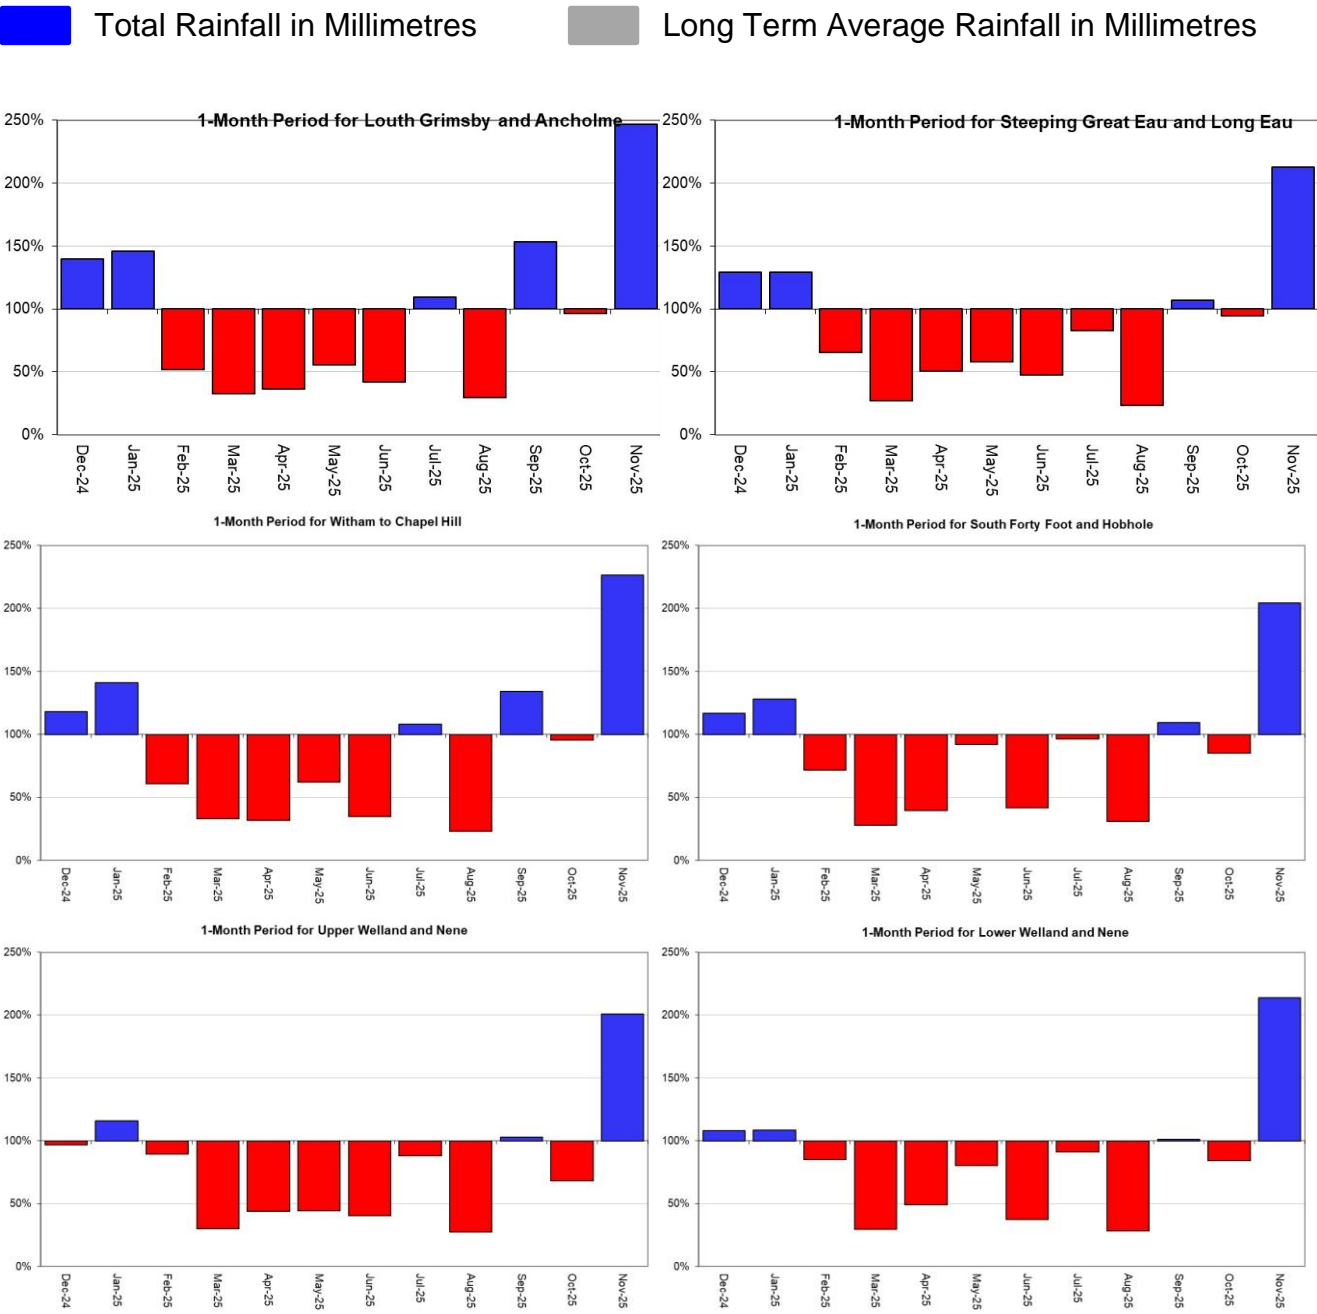 Total Rainfall in Millimetres
Long Term Average Rainfall in Millimetres
1-Month Period for Louth Grimsby and Ancholme
250%
200%
150%
100%
50%
0%
Dec-24
Jan-25
Feb-25
Mar-25
Apr-25
May-25
Jun-25
Jul-25
Aug-25
Sep-25
Oct-25
Nov-25
1-Month Period for Steeping Great Eau and Long Eau
250%
200%
150%
100%
50%
0%
Dec-24
Jan-25
Feb-25
Mar-25
Apr-25
May-25
Jun-25
Jul-25
Aug-25
Sep-25
Oct-25
Nov-25
1-Month Period for Witham to Chapel Hill
250%
200%
150%
100%
50%
0%
Dec-24
Jan-25
Feb-25
Mar-25
Apr-25
May-25
Jun-25
Jul-25
Aug-25
Sep-25
Oct-25
Nov-25
1-Month Period for South Forty Foot and Hobhole
250%
200%
150%
100%
50%
0%
Dec-24
Jan-25
Feb-25
Mar-25
Apr-25
May-25
Jun-25
Jul-25
Aug-25
Sep-25
Oct-25
Nov-25
1-Month Period for Upper Welland and Nene
250%
200%
150%
100%
50%
0%
Dec-24
Jan-25
Feb-25
Mar-25
Apr-25
May-25
Jun-25
Jul-25
Aug-25
Sep-25
Oct-25
Nov-25
1-Month Period for Lower Welland and Nene
250%
200%
150%
100%
50%
0%
Dec-24
Jan-25
Feb-25
Mar-25
Apr-25
May-25
Jun-25
Jul-25
Aug-25
Sep-25
Oct-25
Nov-25